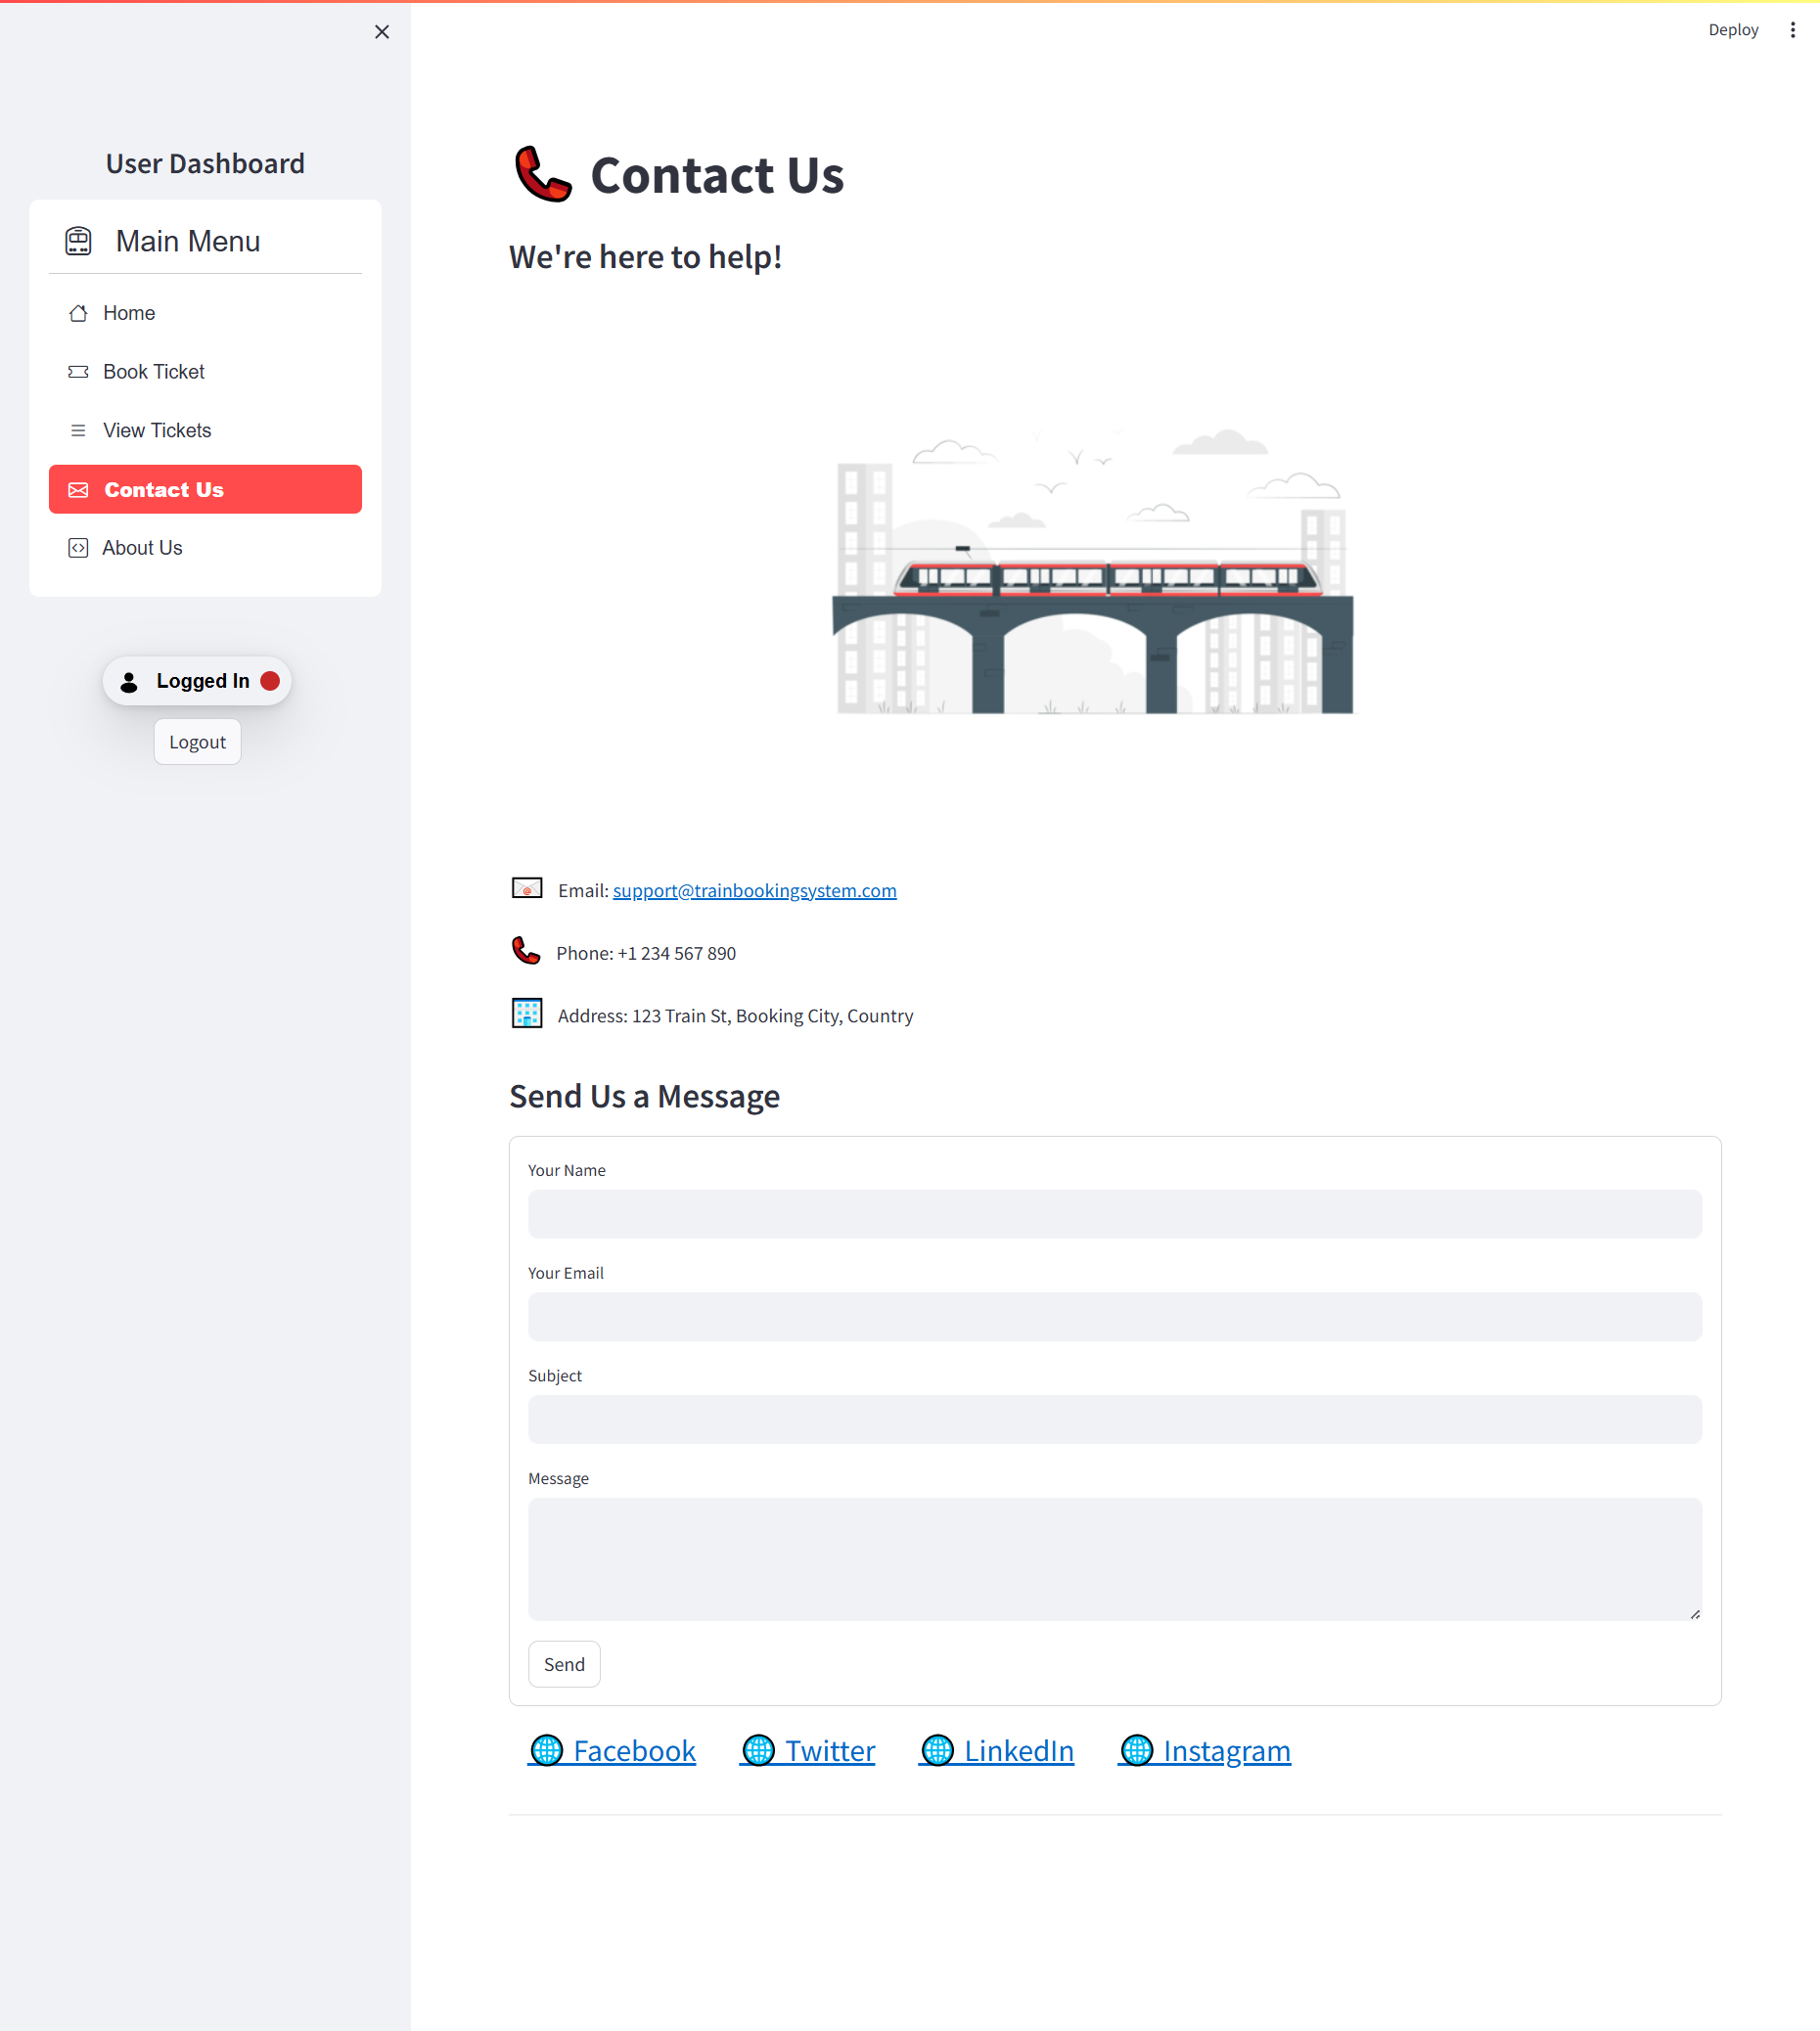 Deploy
User Dashboard
Main Menu
Home
Book Ticket
View Tickets
Contact Us
About Us
Logged In
Logout
Contact Us
We're here to help!
Email: support@trainbookingsystem.com
Phone: +1 234 567 890
Address: 123 Train St, Booking City, Country
Send Us a Message
Your Name
Your Email
Subject
Message
Send
Facebook Twitter LinkedIn Instagram